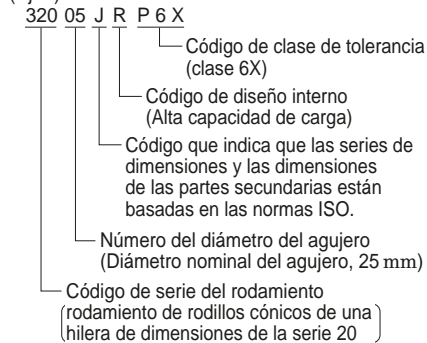 320 05 J R P 6 X
Código de clase de tolerancia
(clase 6X)
Código de diseño interno
(Alta capacidad de carga)
Código que indica que las series de
dimensiones y las dimensiones
de las partes secundarias están
basadas en las normas ISO.
Número del diámetro del agujero
(Diámetro nominal del agujero, 25 mm)
Código de serie del rodamiento
(rodamiento de rodillos cónicos de una
hilera de dimensiones de la serie 20)